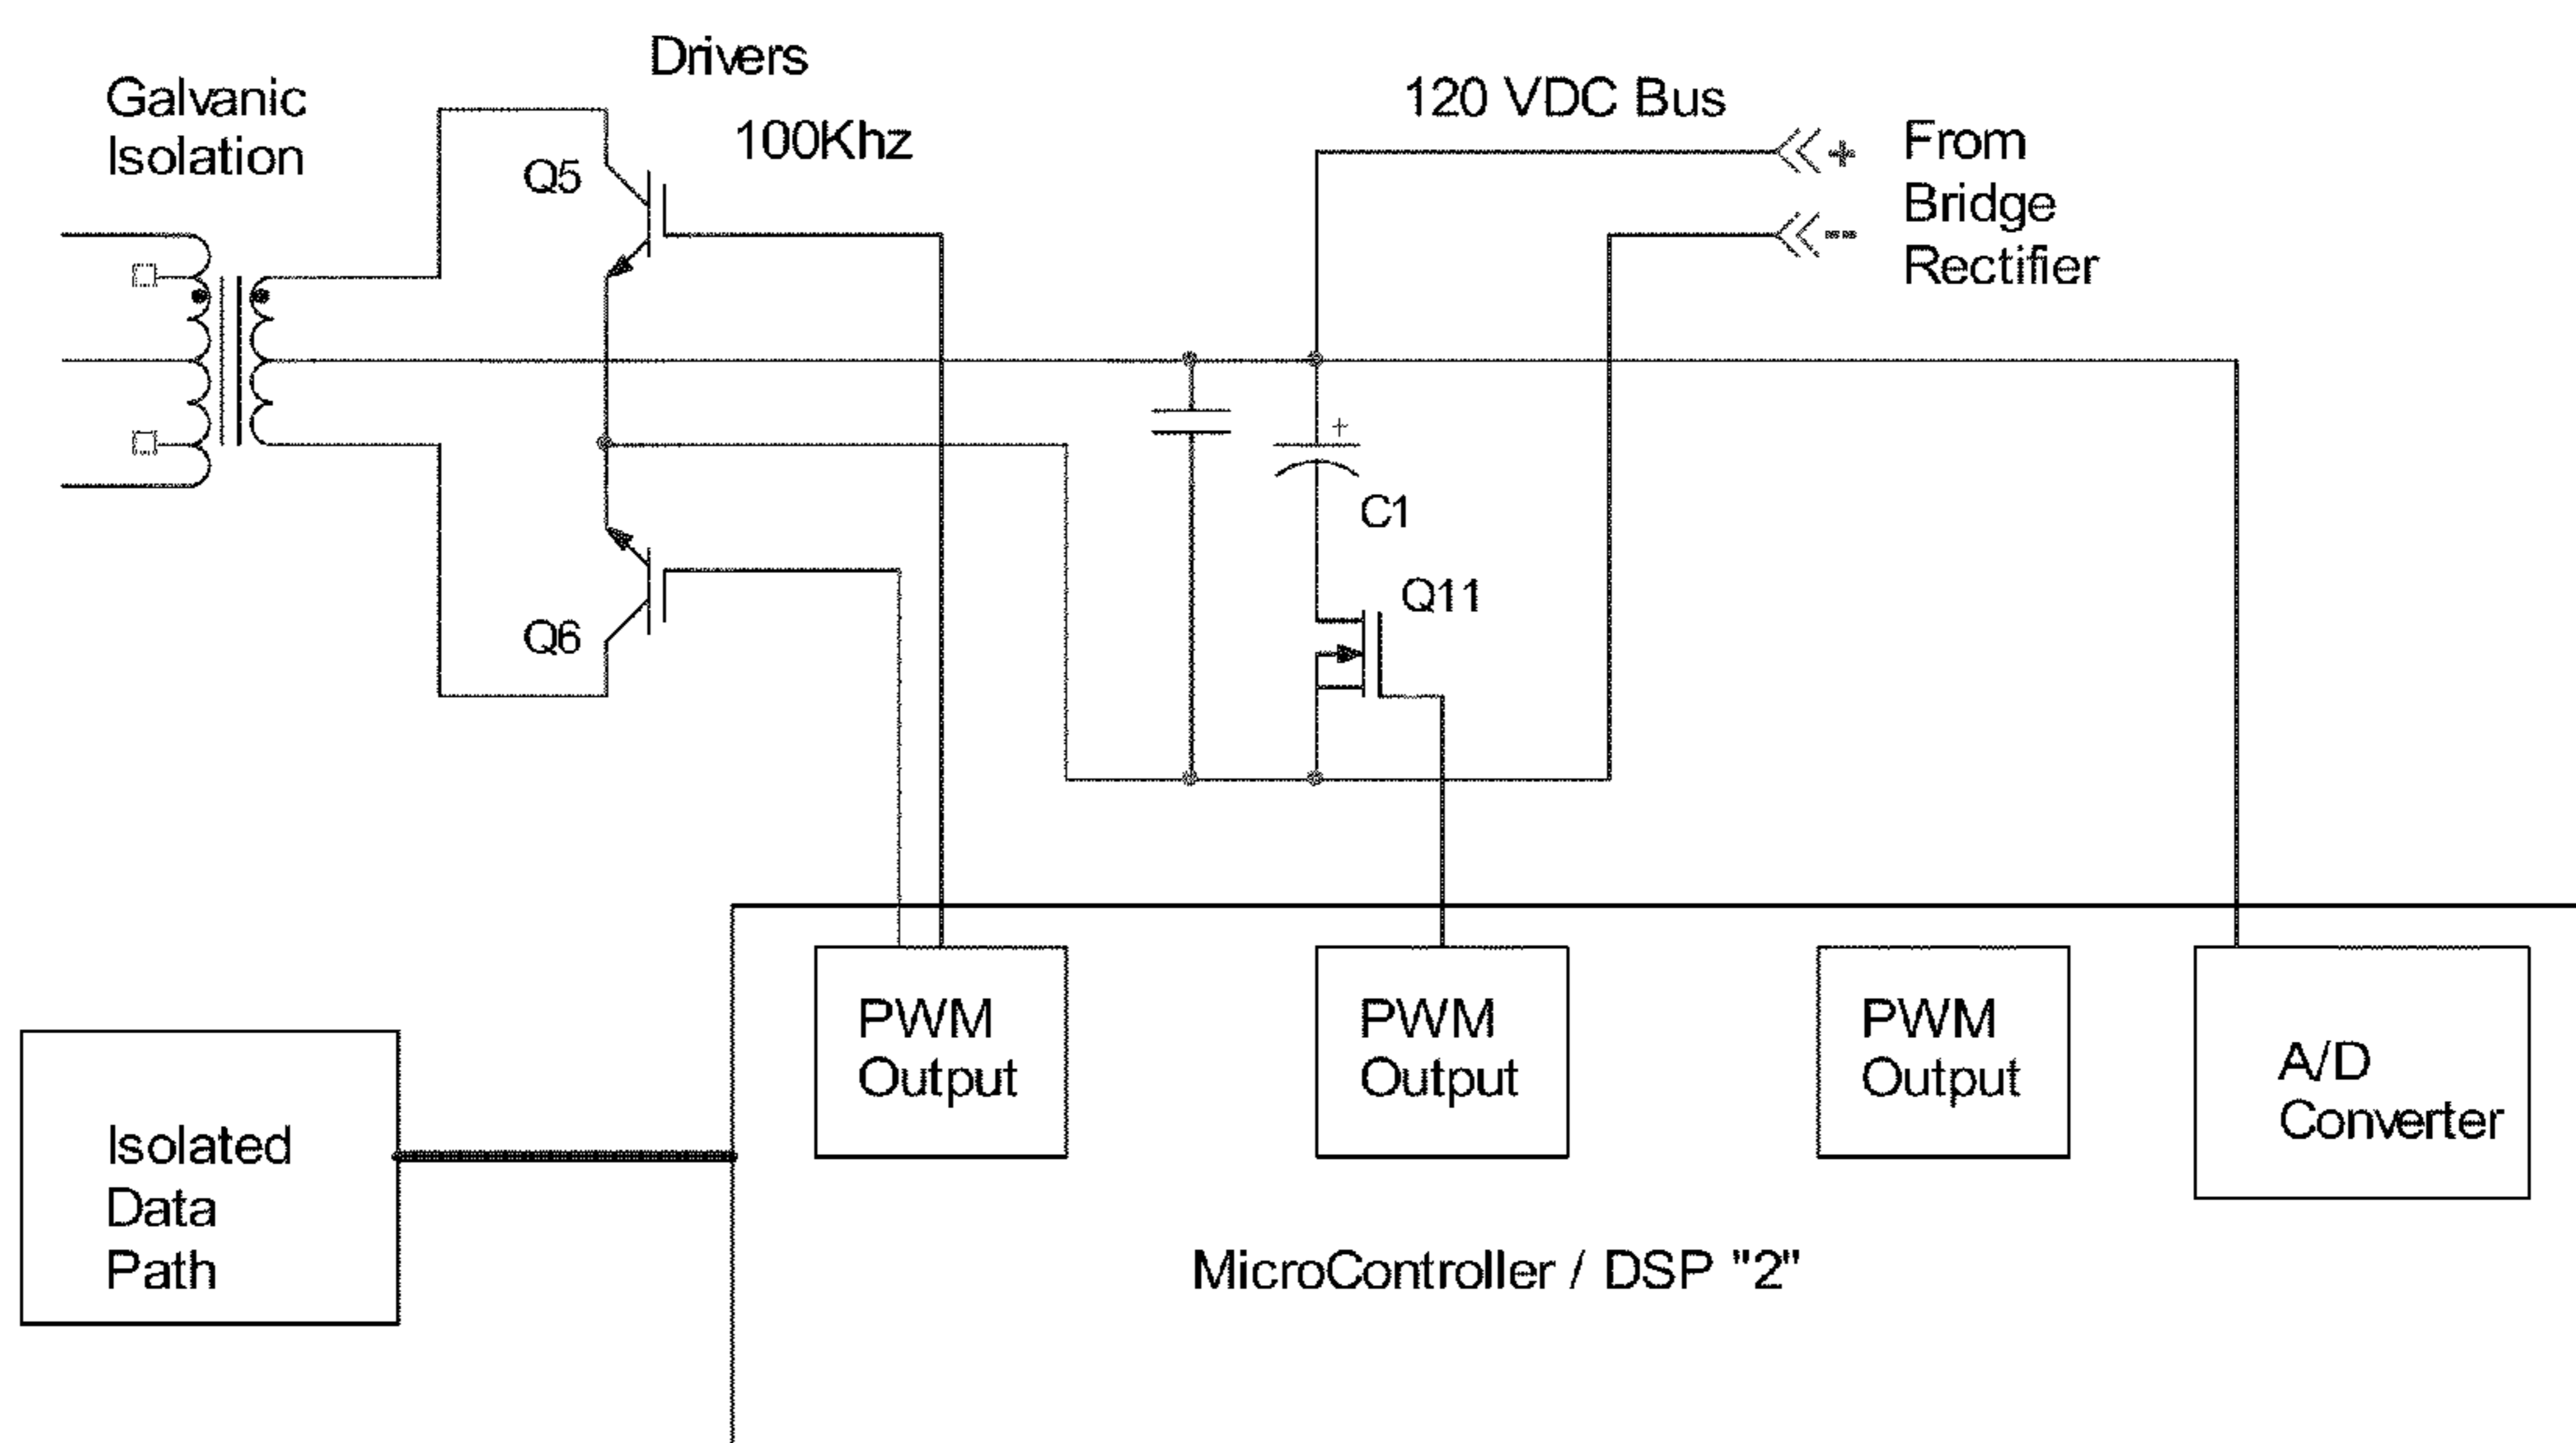 Drivers
100Khz
Galvanic
Isolation
Q5
120 VDC Bus
+
--
From
Bridge
Rectifier
+
C1
Q11
Q6
PWM
Output
PWM
Output
PWM
Output
A/D
Converter
Isolated
Data
Path
MicroController / DSP "2"